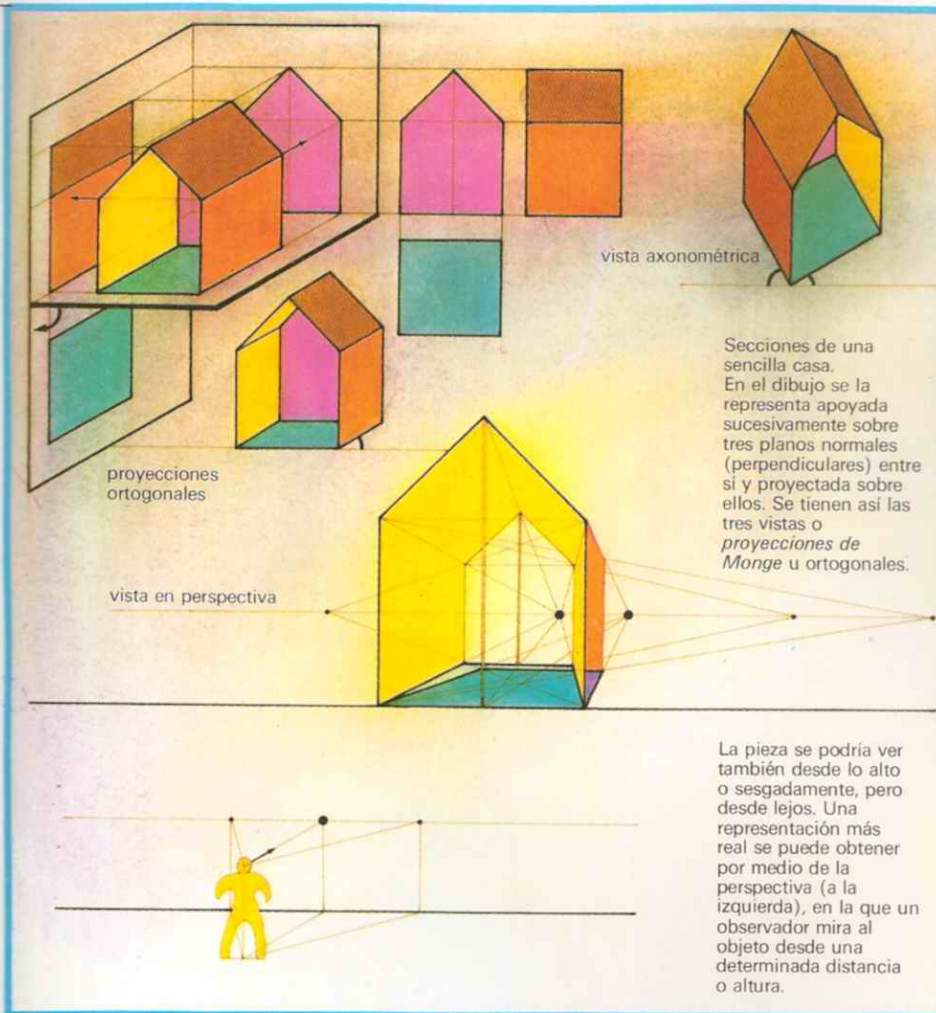 vista axonométrica
Secciones de una
sencilla casa.
En el dibujo se la
representa apoyada
sucesivamente sobre
tres planos normales
(perpendiculares) entre
sí y proyectada sobre
ellos. Se tienen así las
tres vistas o
proyecciones de
Monge u ortogonales.
proyecciones
ortogonales
vista en perspectiva
La pieza se podría ver
también desde lo alto
o sesgadamente, pero
desde lejos. Una
representación más
real se puede obtener
por medio de la
perspectiva (a la
izquierda), en la que un
observador mira al
objeto desde una
determinada distancia
o altura.